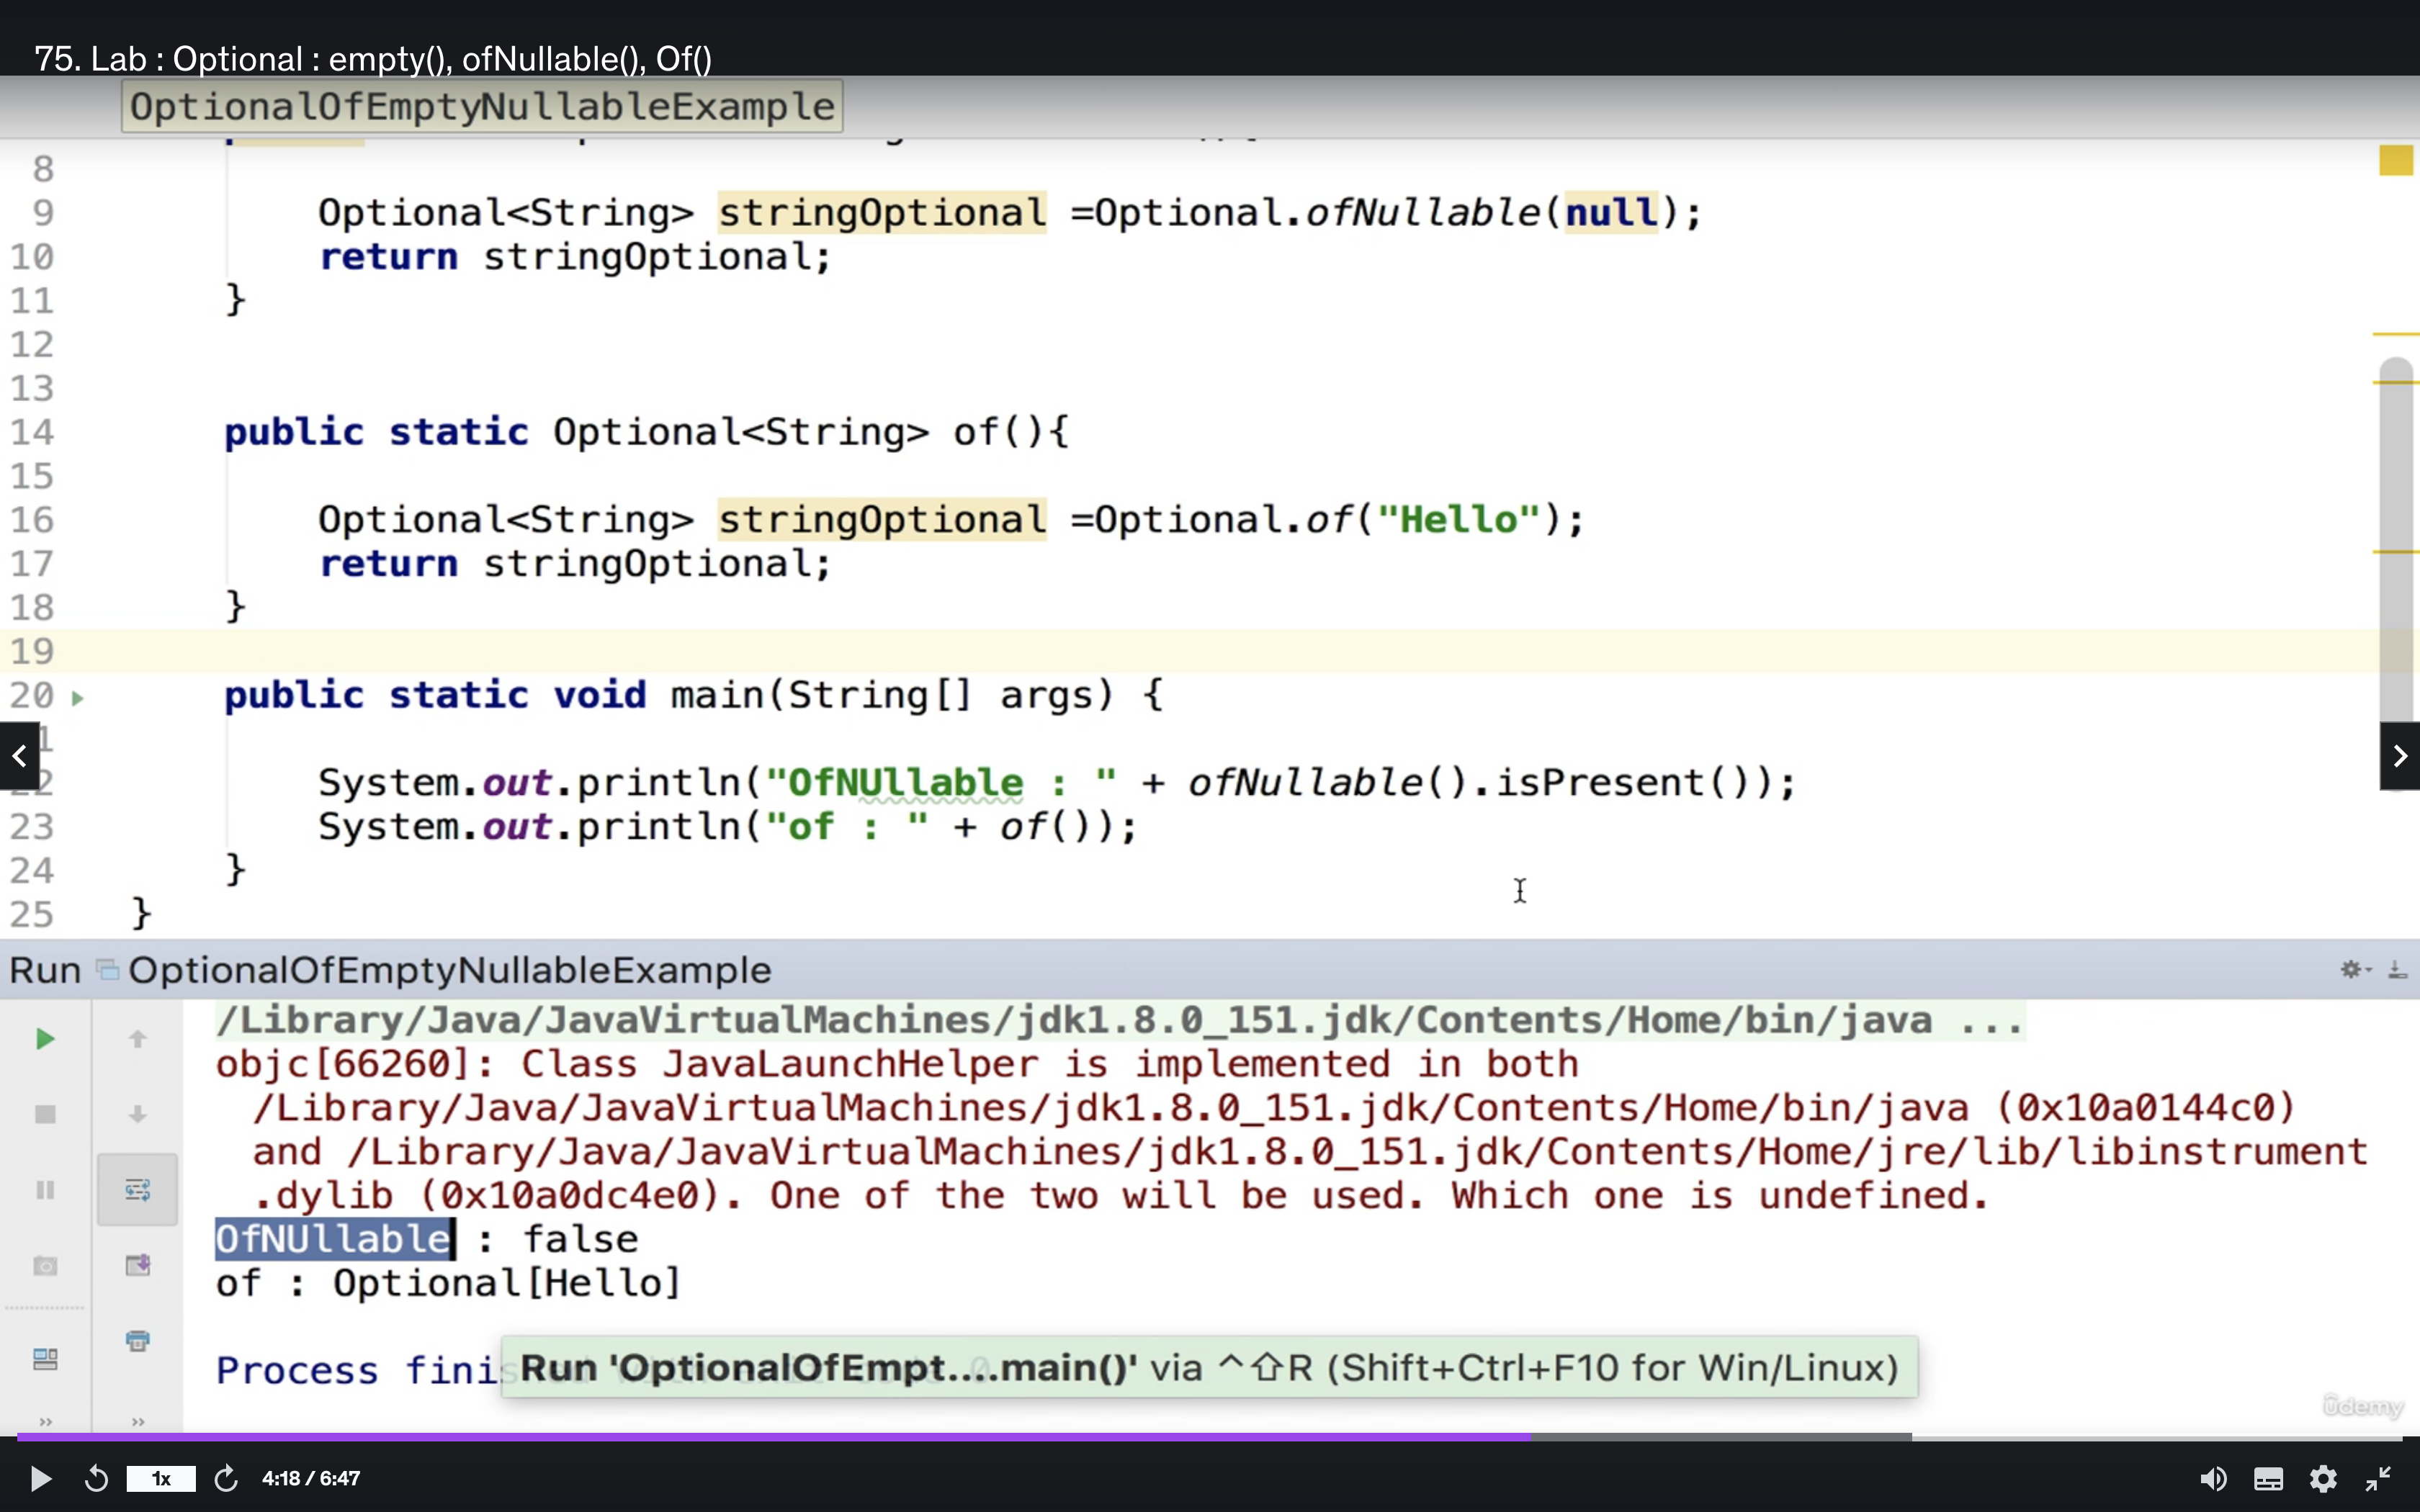 75. Lab : Optional : empty(), ofNullable(), Of()
OptionalOfEmptyNullableExample
8
9 Optional<String> stringOptional =Optional.ofNullable(null);
10 return stringOptional;
11 }
12
13
14 public static Optional<String> of(){
15
16 Optional<String> stringOptional =Optional.of("Hello");
17 return stringOptional;
18 }
19
20 public static void main(String[] args) {
1
22 System.out.println("OfNUllable : " + ofNullable().isPresent());
23 System.out.println("of : " + of());
24 }
25 }
Run OptionalOfEmptyNullableExample
/Library/Java/JavaVirtualMachines/jdk1.8.0_151.jdk/Contents/Home/bin/java ...
objc[66260]: Class JavaLaunchHelper is implemented in both
/Library/Java/JavaVirtualMachines/jdk1.8.0_151.jdk/Contents/Home/bin/java (0x10a0144c0)
and /Library/Java/JavaVirtualMachines/jdk1.8.0_151.jdk/Contents/Home/jre/lib/libinstrument
.dylib (0x10a0dc4e0). One of the two will be used. Which one is undefined.
OfNUllable : false
of : Optional[Hello]
Process fini
Run 'OptionalOfEmpt....main()' via ^⇧R (Shift+Ctrl+F10 for Win/Linux)
ûdemy
1x 4:18 / 6:47